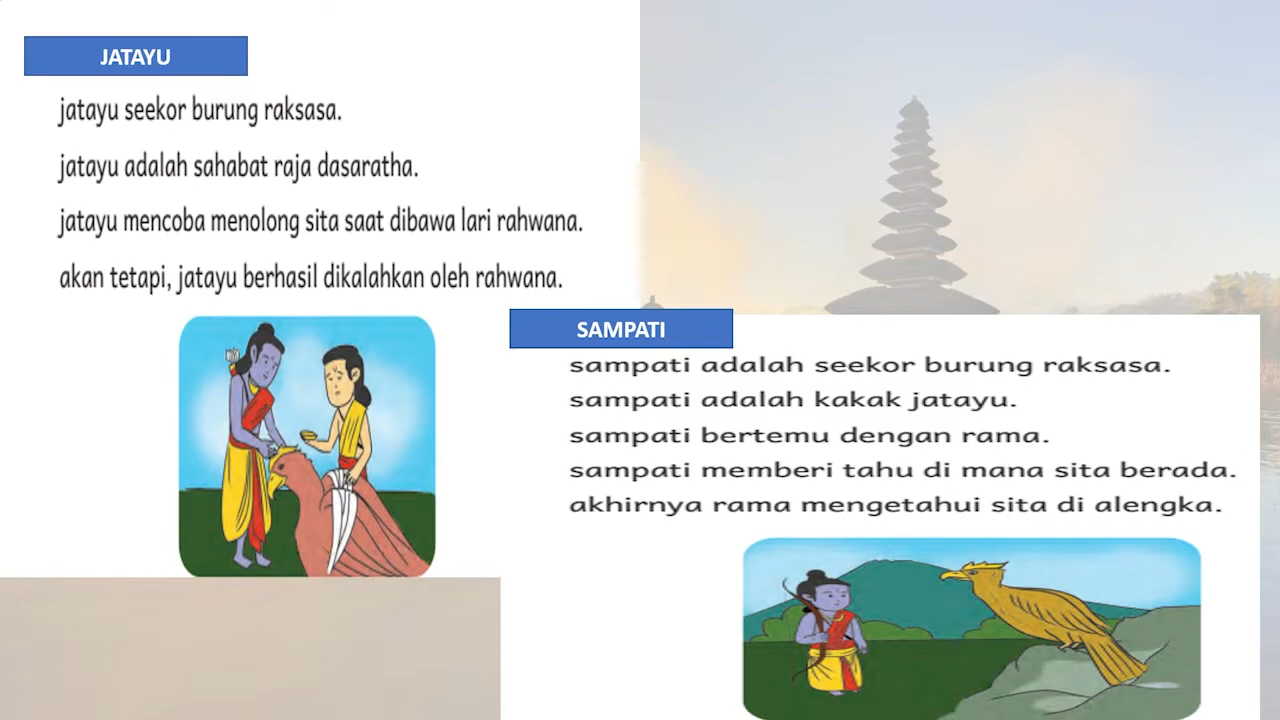 JATAYU
jatayu seekor burung raksasa.
jatayu adalah sahabat raja dasaratha.
jatayu mencoba menolong sita saat dibawa lari rahwana.
akan tetapi, jatayu berhasil dikalahkan oleh rahwana.
SAMPATI
sampati adalah seekor burung raksasa.
sampati adalah kakak jatayu.
sampati bertemu dengan rama.
sampati memberi tahu di mana sita berada.
akhirnya rama mengetahui sita di alengka.